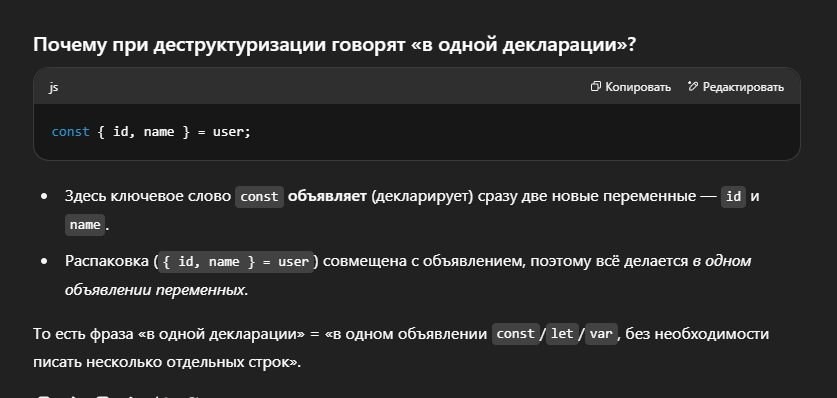 Почему при деструктуризации говорят «в одной декларации»?
js Копировать Редактировать
const { id, name } = user;
Здесь ключевое слово const объявляет (декларирует) сразу две новые переменные — id и
name.
Распаковка ({ id, name } = user) совмещена с объявлением, поэтому всё делается в одном
объявлении переменных.
То есть фраза «в одной декларации» = «в одном объявлении const/let/var, без необходимости
писать несколько отдельных строк».